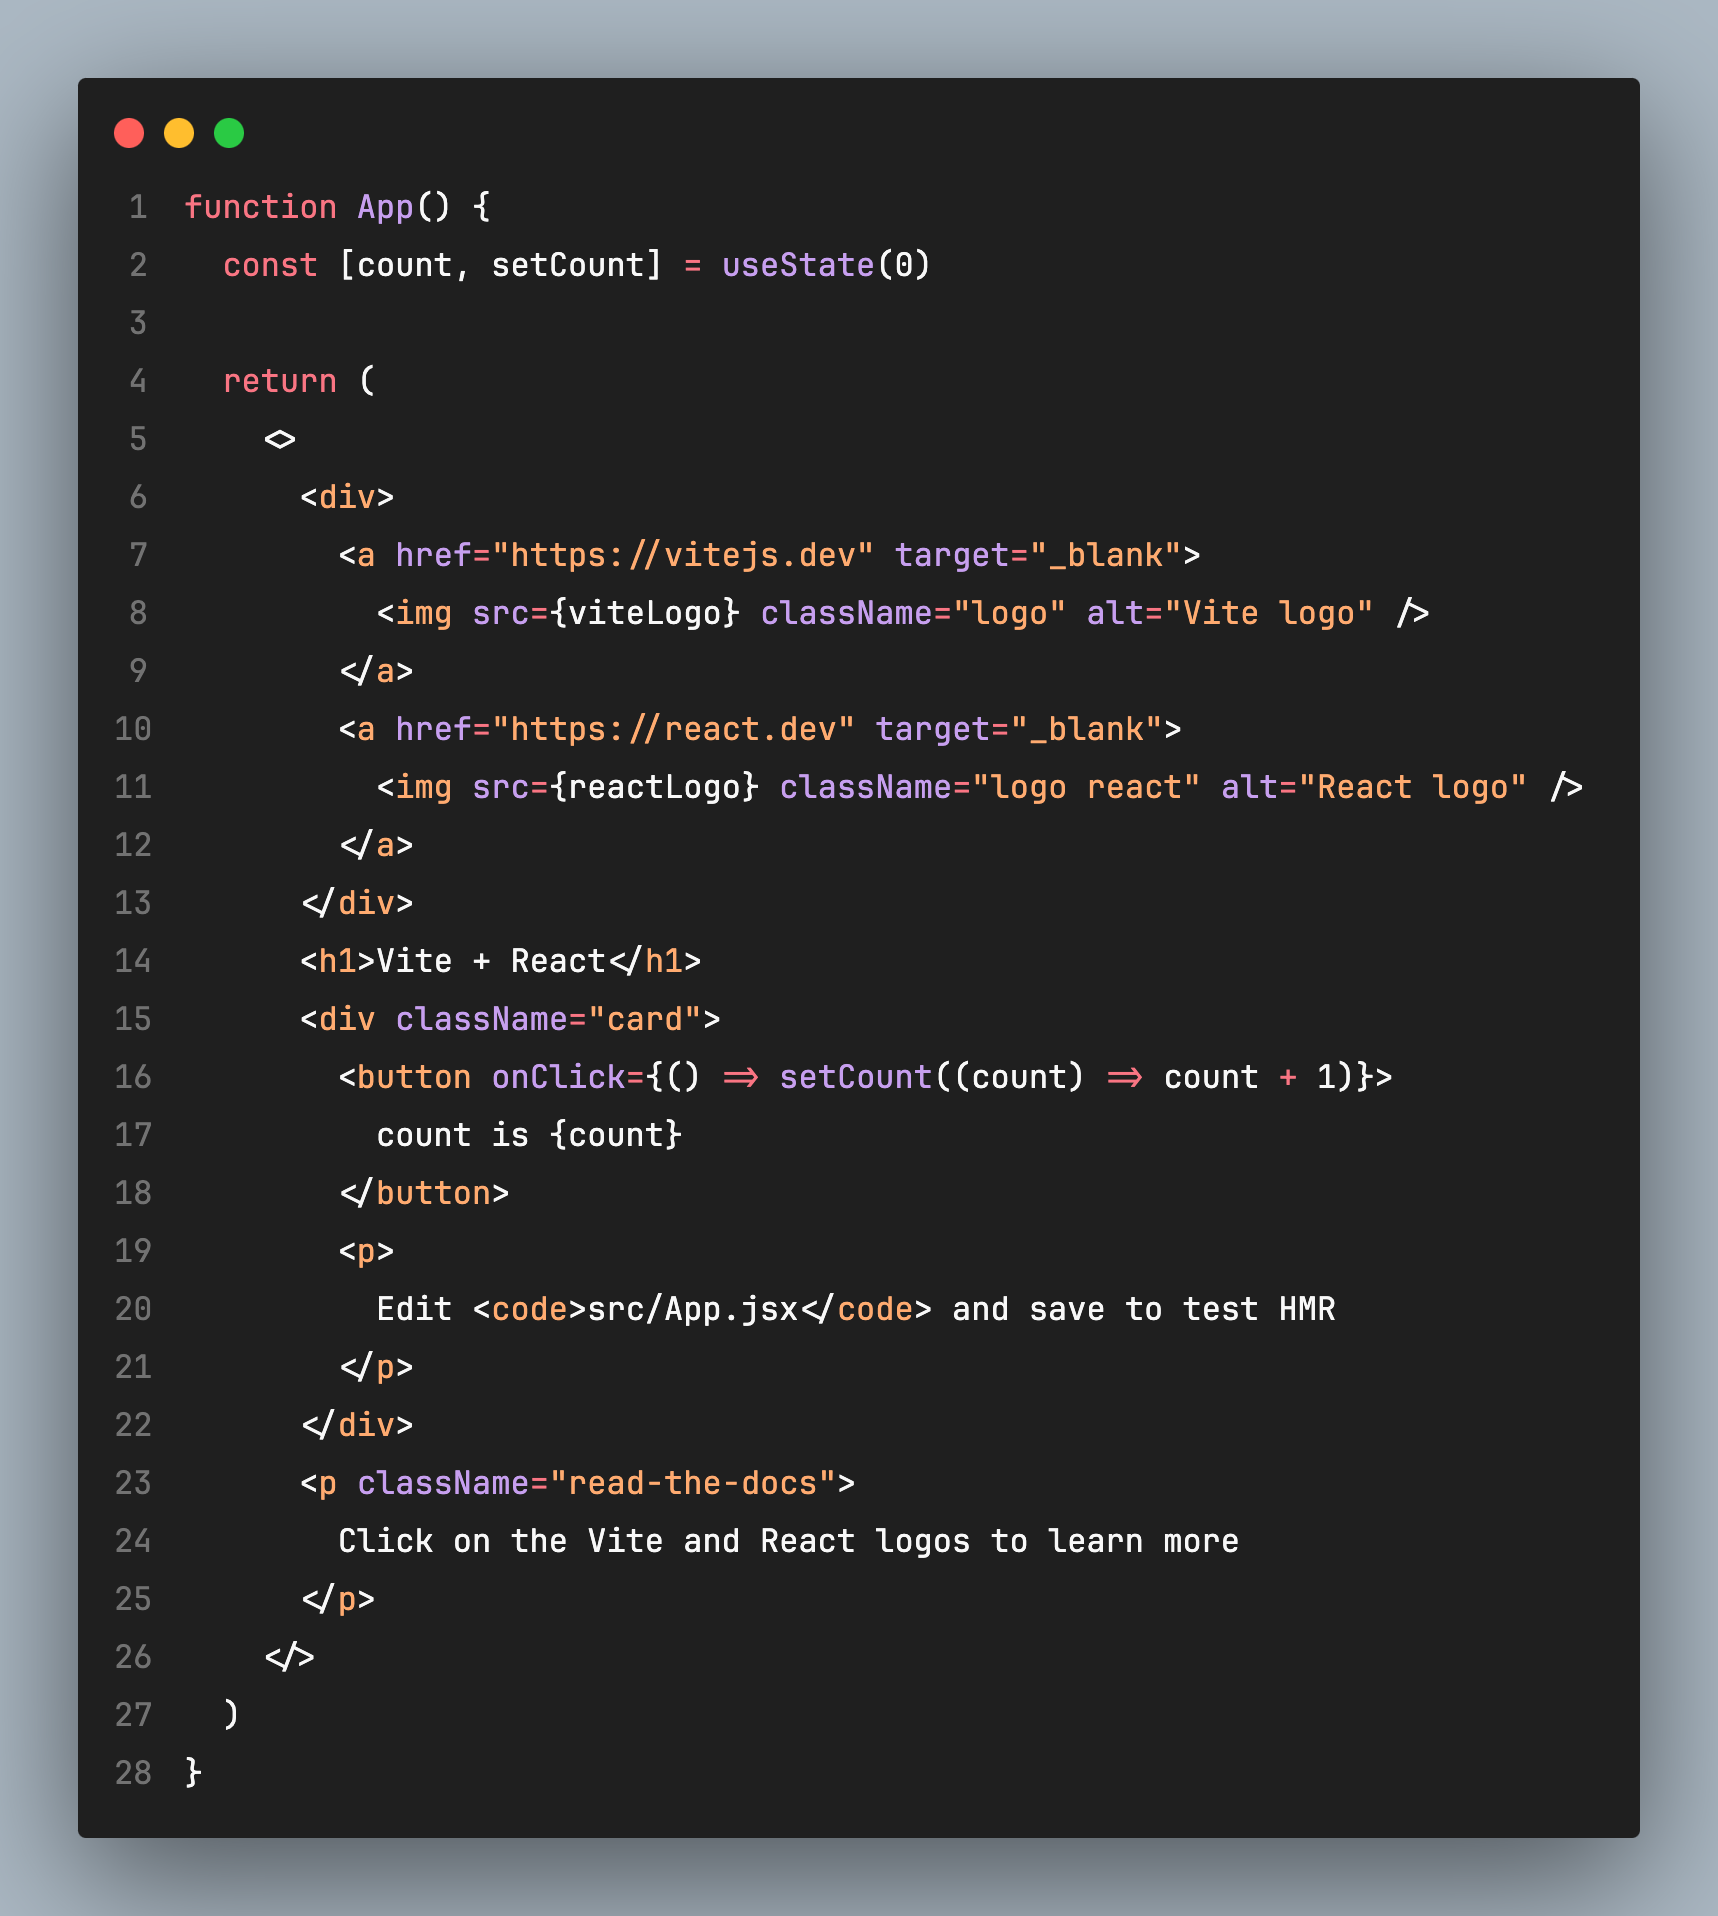 1 function App() {
2   const [count, setCount] = useState(0)
3
4   return (
5     <>
6       <div>
7         <a href="https://vitejs.dev" target="_blank">
8           <img src={viteLogo} className="logo" alt="Vite logo" />
9         </a>
10         <a href="https://react.dev" target="_blank">
11           <img src={reactLogo} className="logo react" alt="React logo" />
12         </a>
13       </div>
14       <h1>Vite + React</h1>
15       <div className="card">
16         <button onClick={() => setCount((count) => count + 1)}>
17           count is {count}
18         </button>
19         <p>
20           Edit <code>src/App.jsx</code> and save to test HMR
21         </p>
22       </div>
23       <p className="read-the-docs">
24         Click on the Vite and React logos to learn more
25       </p>
26     </>
27   )
28 }